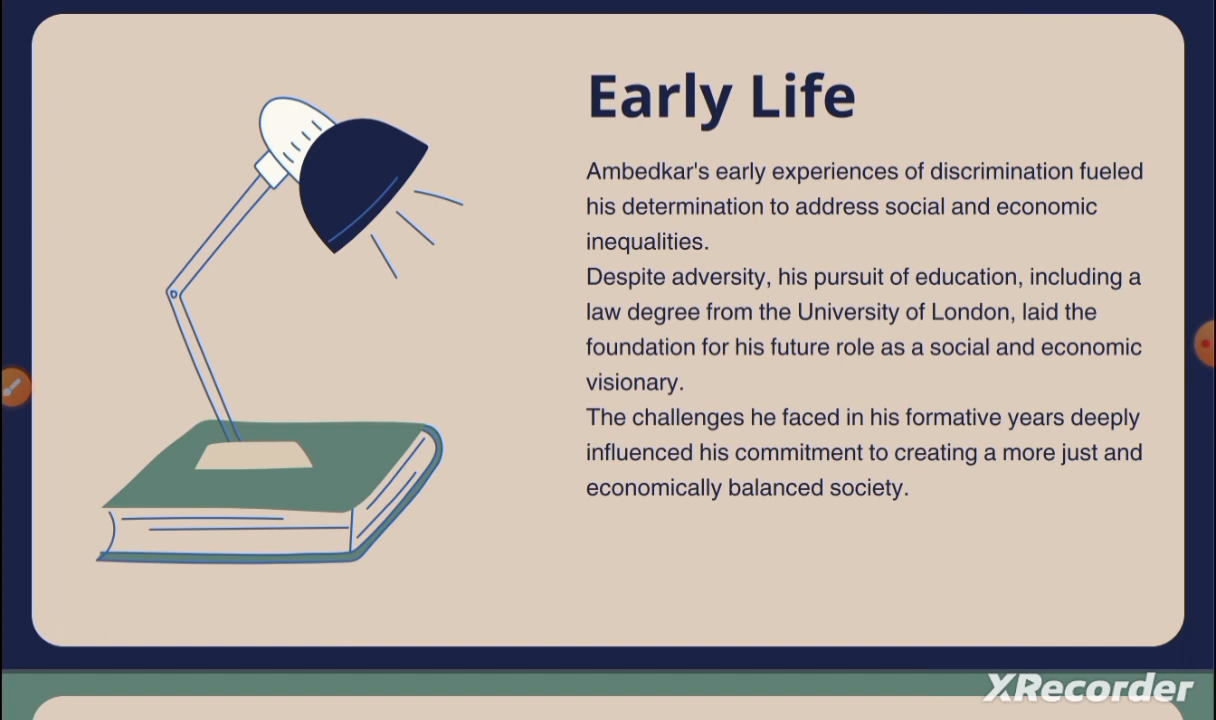 Early Life
Ambedkar's early experiences of discrimination fueled
his determination to address social and economic
inequalities.
Despite adversity, his pursuit of education, including a
law degree from the University of London, laid the
foundation for his future role as a social and economic
visionary.
The challenges he faced in his formative years deeply
influenced his commitment to creating a more just and
economically balanced society.
XRecorder